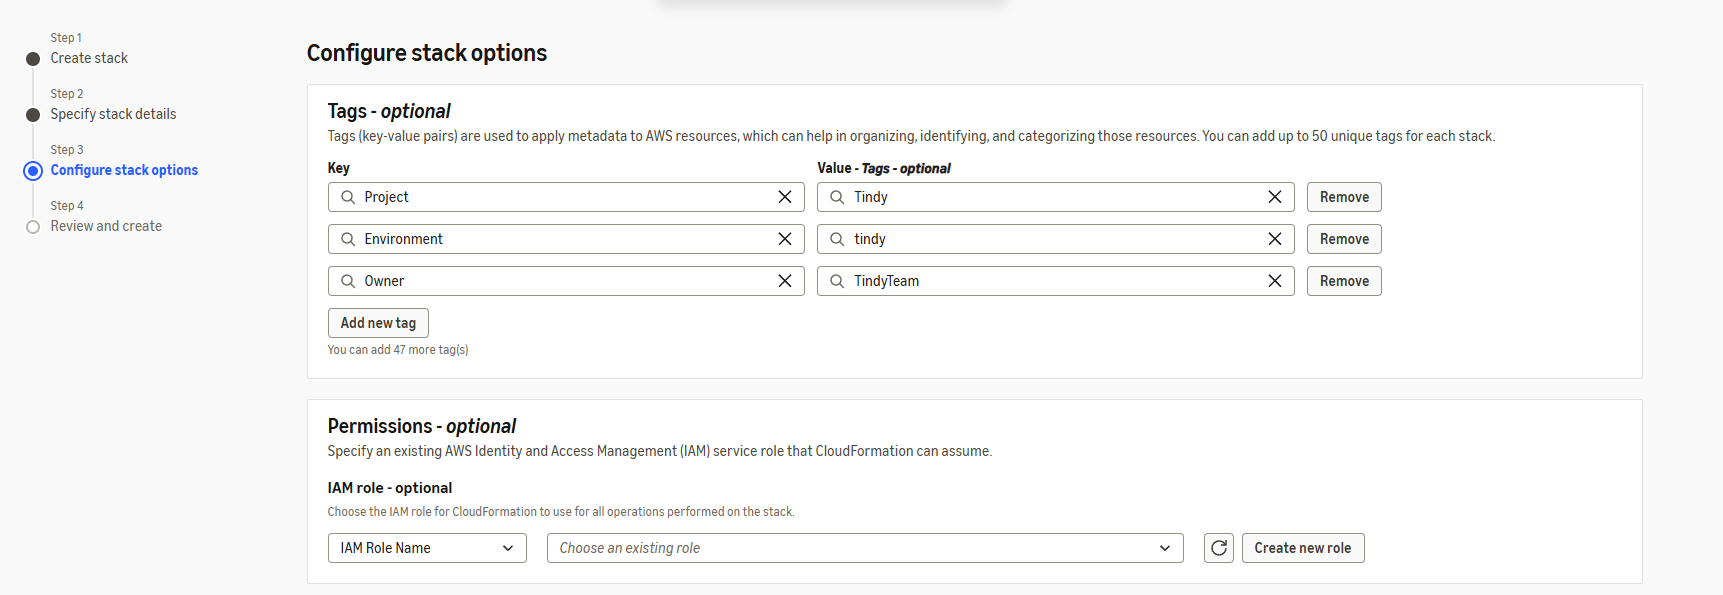 Step 1
Create stack
Step 2
Specify stack details
Step 3
Configure stack options
Step 4
Review and create
Configure stack options
Tags - optional
Tags (key-value pairs) are used to apply metadata to AWS resources, which can help in organizing, identifying, and categorizing those resources. You can add up to 50 unique tags for each stack.
Key Value - Tags - optional
Project Tindy Remove
Environment tindy Remove
Owner TindyTeam Remove
Add new tag
You can add 47 more tag(s)
Permissions - optional
Specify an existing AWS Identity and Access Management (IAM) service role that CloudFormation can assume.
IAM role - optional
Choose the IAM role for CloudFormation to use for all operations performed on the stack.
IAM Role Name Choose an existing role Create new role